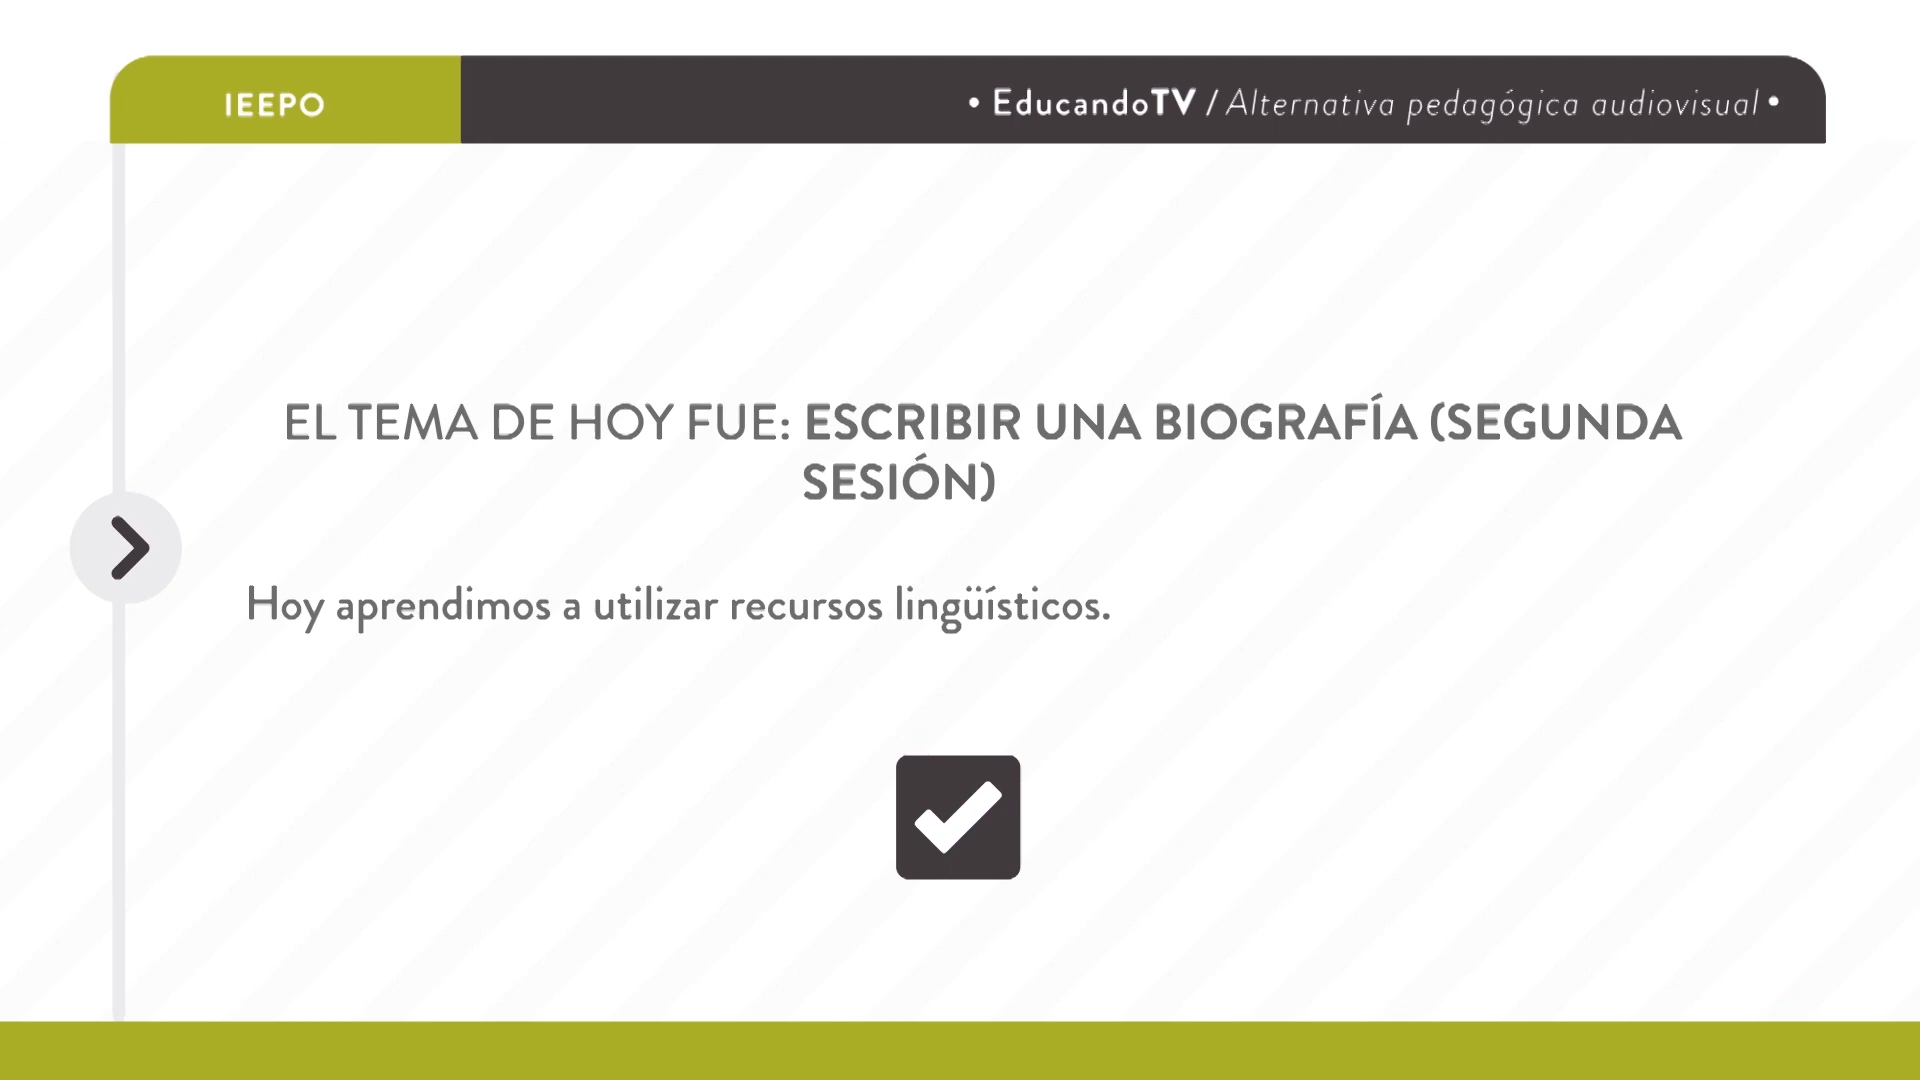 IEEPO
• EducandoTV / Alternativa pedagógica audiovisual •
EL TEMA DE HOY FUE: ESCRIBIR UNA BIOGRAFÍA (SEGUNDA
SESIÓN)
Hoy aprendimos a utilizar recursos lingüísticos.